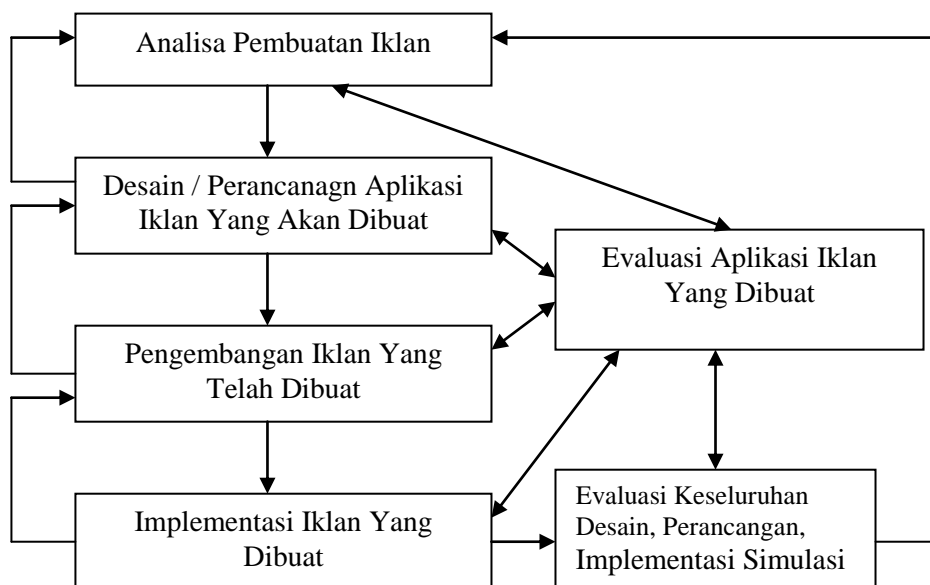 Analisa Pembuatan Iklan
Desain / Perancanagn Aplikasi
Iklan Yang Akan Dibuat
Evaluasi Aplikasi Iklan
Yang Dibuat
Pengembangan Iklan Yang
Telah Dibuat
Implementasi Iklan Yang
Dibuat
Evaluasi Keseluruhan
Desain, Perancangan,
Implementasi Simulasi